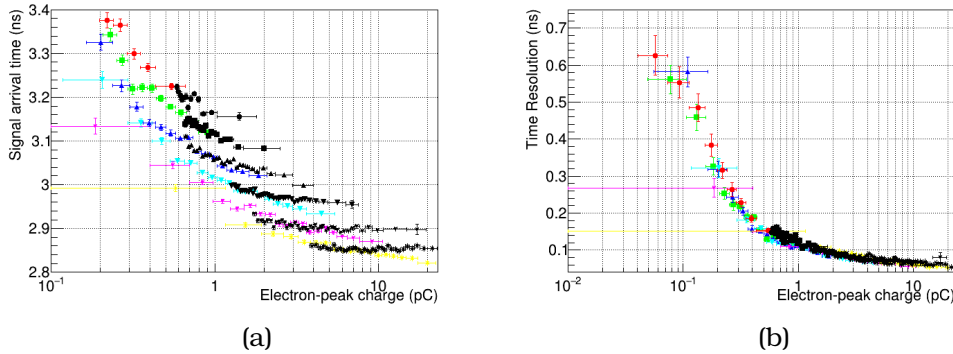 Signal arrival time (ns)
3.4
3.3
3.2
3.1
3
2.9
2.8
10⁻¹ 1 10
Electron-peak charge (pC)
(a)
Time Resolution (ns)
0.7
0.6
0.5
0.4
0.3
0.2
0.1
10⁻² 10⁻¹ 1 10
Electron-peak charge (pC)
(b)